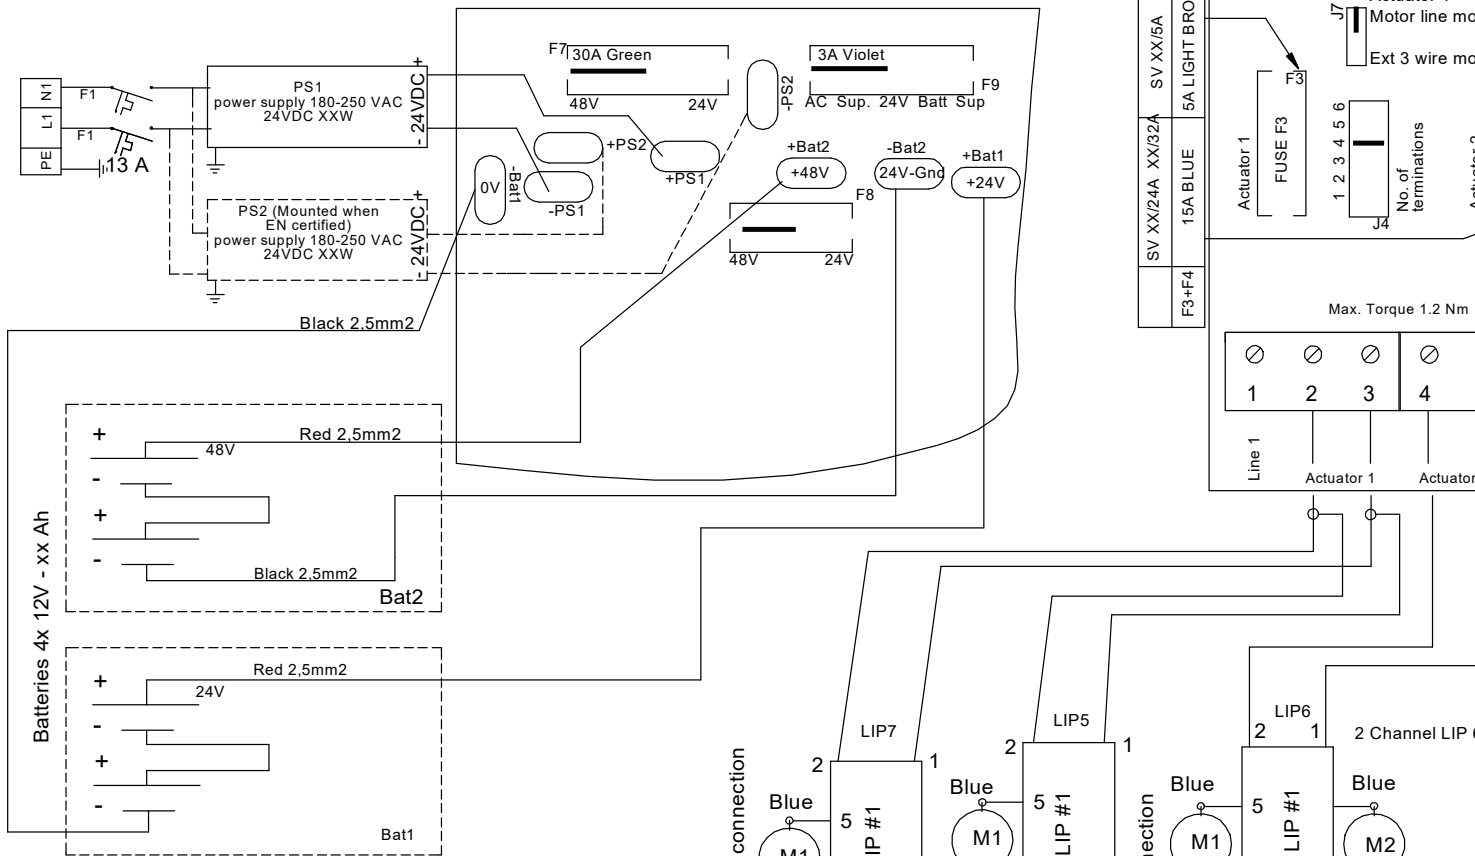 N1
L1
PE
F1
F1
13 A
PS1
power supply 180-250 VAC
24VDC XXW
- 24VDC +
PS2 (Mounted when
EN certified)
power supply 180-250 VAC
24VDC XXW
- 24VDC +
F7
30A Green
48V 24V
-PS2
3A Violet
F9
AC Sup. 24V Batt Sup
+PS2
+PS1
-PS1
0V
-Bat1
+Bat2
+48V
-Bat2
24V-Gnd
+Bat1
+24V
F8
48V 24V
Black 2,5mm2
Batteries 4x 12V - xx Ah
+
Red 2,5mm2
48V
-
+
-
Black 2,5mm2
Bat2
+
Red 2,5mm2
24V
-
+
-
Bat1
SV XX/5A
5A LIGHT BRO
SV XX/24A XX/32A
15A BLUE
F3+F4
Actuator 1
FUSE F3
F3
J7
Motor line mo
Ext 3 wire mo
1 2 3 4 5 6
No. of
terminations
J4
Max. Torque 1.2 Nm
1 2 3 4
Line 1
Actuator 1
Actuator
LIP7
2 1
connection
Blue
5
LIP #1
M1
LIP5
2 1
Blue
5
LIP #1
M1
LIP6
2 1
2 Channel LIP
nection
Blue
5
LIP #1
M1
Blue
M2